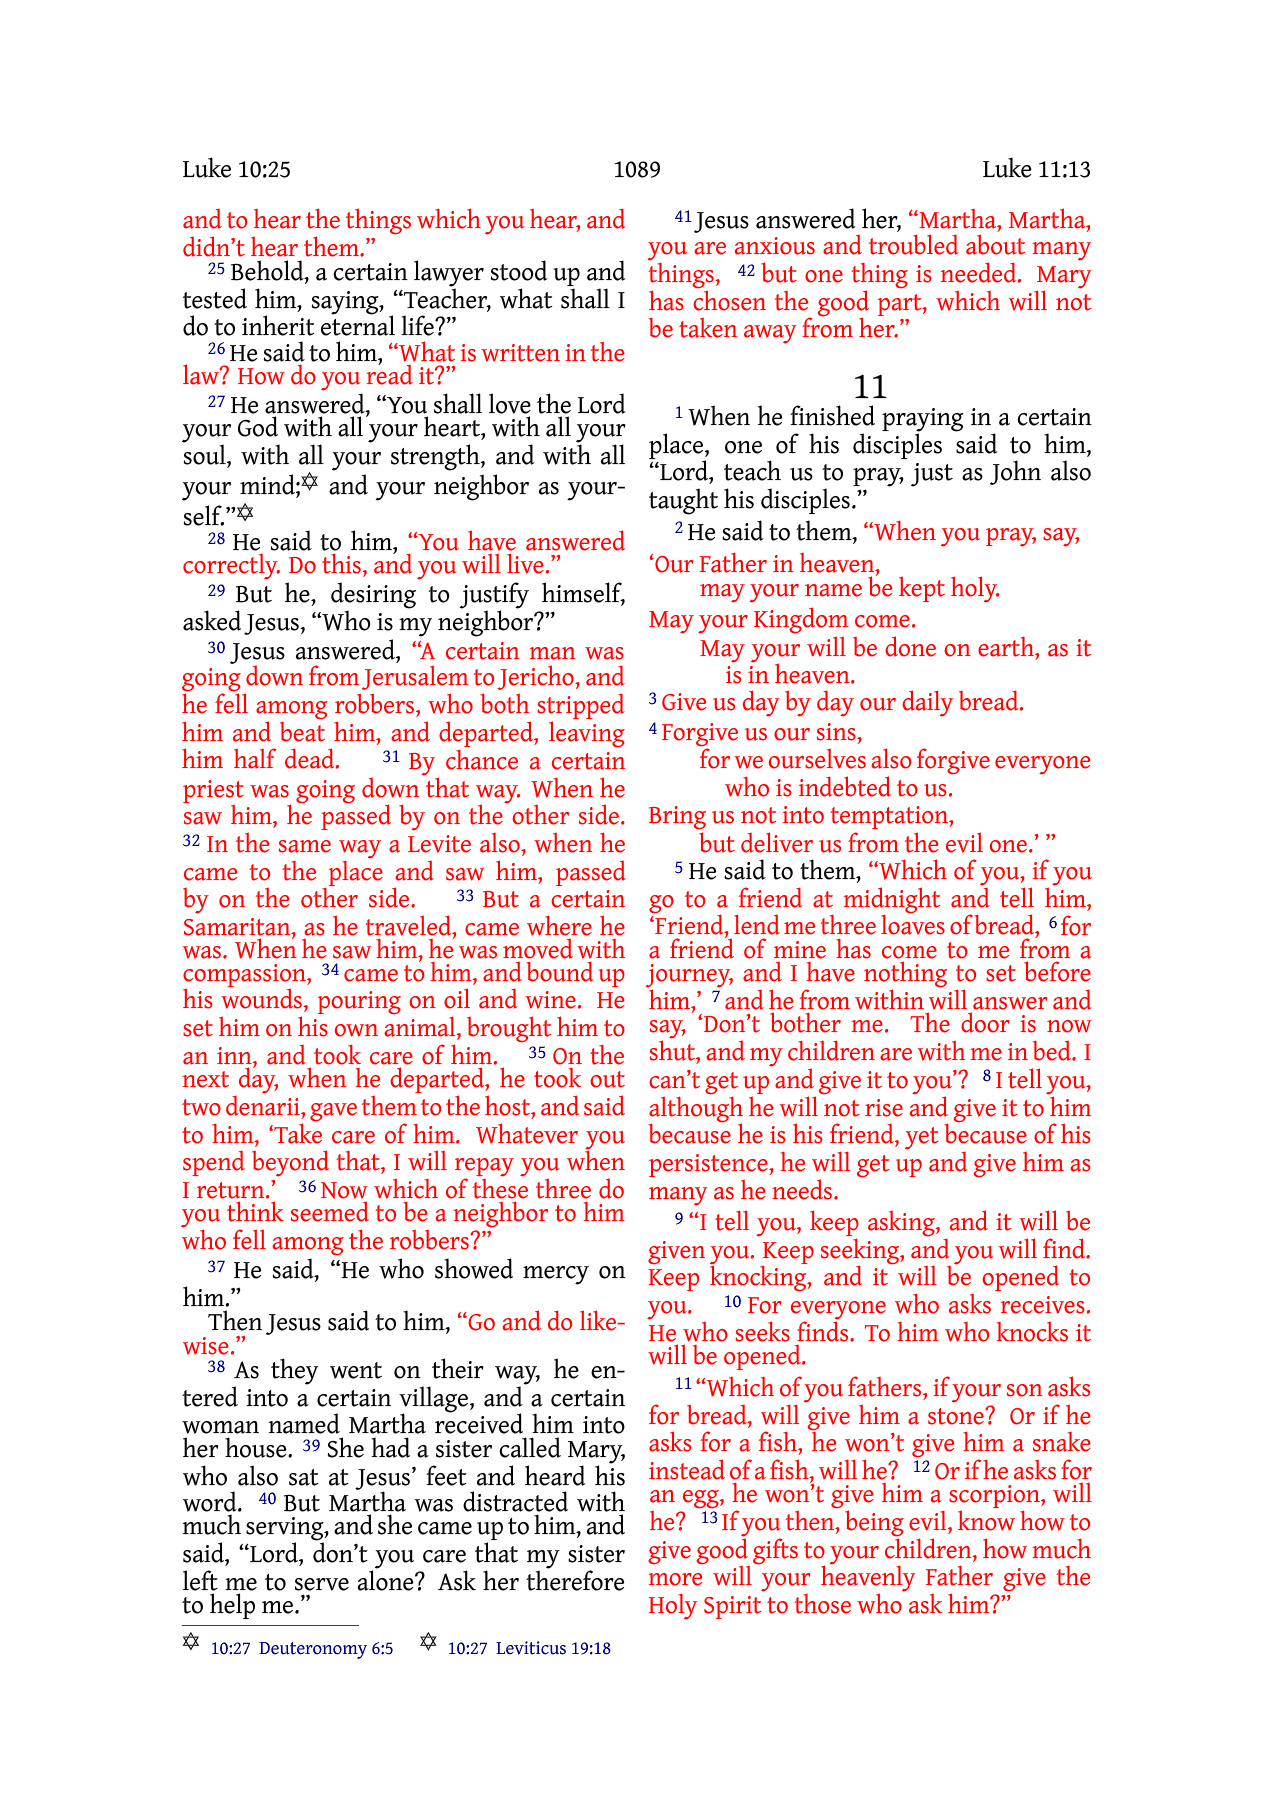 Luke 10:25 1089 Luke 11:13
and to hear the things which you hear, and
didn’t hear them.”
25 Behold, a certain lawyer stood up and
tested him, saying, “Teacher, what shall I
do to inherit eternal life?”
26 He said to him, “What is written in the
law? How do you read it?”
27 He answered, “You shall love the Lord
your God with all your heart, with all your
soul, with all your strength, and with all
your mind;✡ and your neighbor as your-
self.”✡
28 He said to him, “You have answered
correctly. Do this, and you will live.”
29 But he, desiring to justify himself,
asked Jesus, “Who is my neighbor?”
30 Jesus answered, “A certain man was
going down from Jerusalem to Jericho, and
he fell among robbers, who both stripped
him and beat him, and departed, leaving
him half dead. 31 By chance a certain
priest was going down that way. When he
saw him, he passed by on the other side.
32 In the same way a Levite also, when he
came to the place and saw him, passed
by on the other side. 33 But a certain
Samaritan, as he traveled, came where he
was. When he saw him, he was moved with
compassion, 34 came to him, and bound up
his wounds, pouring on oil and wine. He
set him on his own animal, brought him to
an inn, and took care of him. 35 On the
next day, when he departed, he took out
two denarii, gave them to the host, and said
to him, ‘Take care of him. Whatever you
spend beyond that, I will repay you when
I return.’ 36 Now which of these three do
you think seemed to be a neighbor to him
who fell among the robbers?”
37 He said, “He who showed mercy on
him.”
Then Jesus said to him, “Go and do like-
wise.”
38 As they went on their way, he en-
tered into a certain village, and a certain
woman named Martha received him into
her house. 39 She had a sister called Mary,
who also sat at Jesus’ feet and heard his
word. 40 But Martha was distracted with
much serving, and she came up to him, and
said, “Lord, don’t you care that my sister
left me to serve alone? Ask her therefore
to help me.”
✡ 10:27 Deuteronomy 6:5 ✡ 10:27 Leviticus 19:18
41 Jesus answered her, “Martha, Martha,
you are anxious and troubled about many
things, 42 but one thing is needed. Mary
has chosen the good part, which will not
be taken away from her.”
11
1 When he finished praying in a certain
place, one of his disciples said to him,
“Lord, teach us to pray, just as John also
taught his disciples.”
2 He said to them, “When you pray, say,
‘Our Father in heaven,
may your name be kept holy.
May your Kingdom come.
May your will be done on earth, as it
is in heaven.
3 Give us day by day our daily bread.
4 Forgive us our sins,
for we ourselves also forgive everyone
who is indebted to us.
Bring us not into temptation,
but deliver us from the evil one.’ ”
5 He said to them, “Which of you, if you
go to a friend at midnight and tell him,
‘Friend, lend me three loaves of bread, 6 for
a friend of mine has come to me from a
journey, and I have nothing to set before
him,’ 7 and he from within will answer and
say, ‘Don’t bother me. The door is now
shut, and my children are with me in bed. I
can’t get up and give it to you’? 8 I tell you,
although he will not rise and give it to him
because he is his friend, yet because of his
persistence, he will get up and give him as
many as he needs.
9 “I tell you, keep asking, and it will be
given you. Keep seeking, and you will find.
Keep knocking, and it will be opened to
you. 10 For everyone who asks receives.
He who seeks finds. To him who knocks it
will be opened.
11 “Which of you fathers, if your son asks
for bread, will give him a stone? Or if he
asks for a fish, he won’t give him a snake
instead of a fish, will he? 12 Or if he asks for
an egg, he won’t give him a scorpion, will
he? 13 If you then, being evil, know how to
give good gifts to your children, how much
more will your heavenly Father give the
Holy Spirit to those who ask him?”